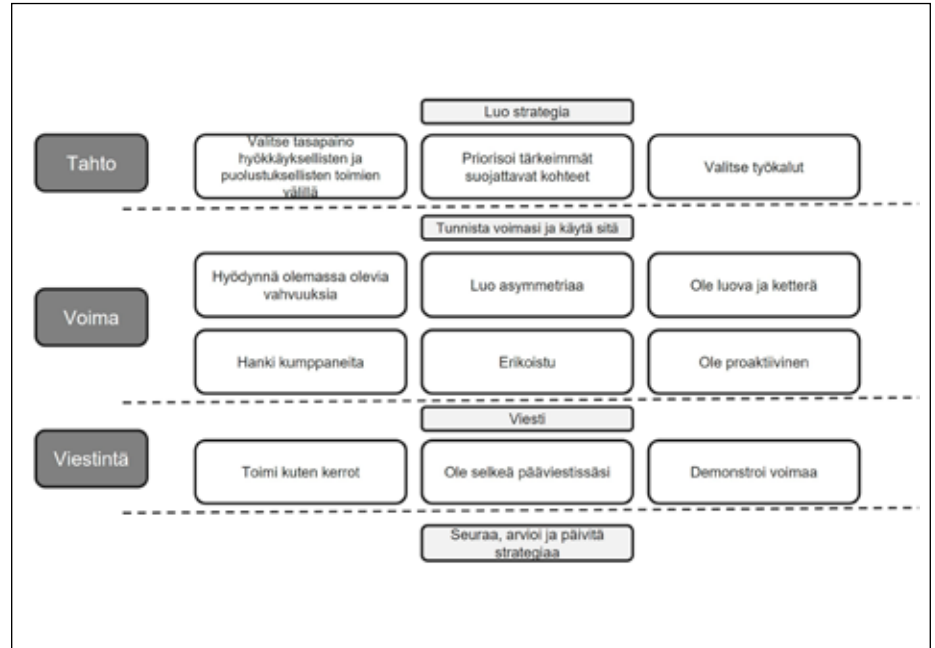 Luo strategia
Tahto
Valitse tasapaino
hyökkäyksellisten ja
puolustuksellisten toimien
välillä
Priorisoi tärkeimmät
suojattavat kohteet
Valitse työkalut
Tunnista voimasi ja käytä sitä
Voima
Hyödynnä olemassa olevia
vahvuuksia
Luo asymmetriaa
Ole luova ja ketterä
Hanki kumppaneita
Erikoistu
Ole proaktiivinen
Viesti
Viestintä
Toimi kuten kerrot
Ole selkeä pääviestissäsi
Demonstroi voimaa
Seuraa, arvioi ja päivitä
strategiaa